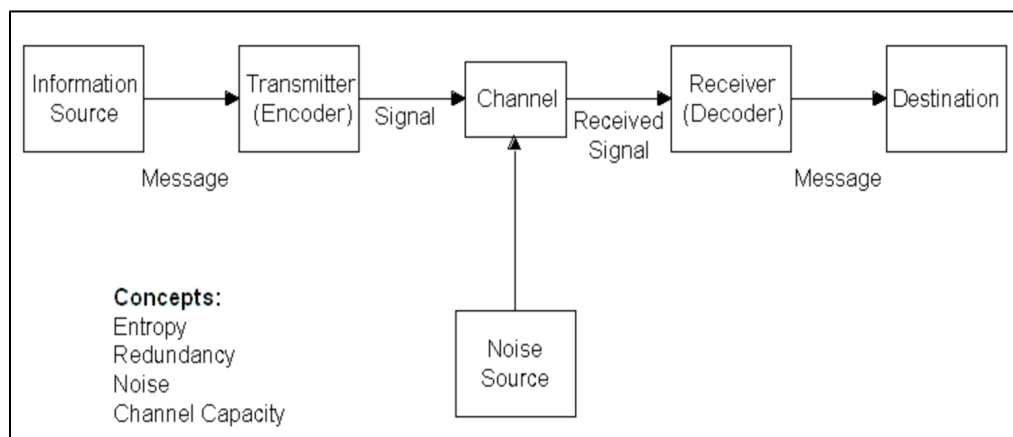 Information
Source
Transmitter
(Encoder)
Channel
Receiver
(Decoder)
Destination
Message
Signal
Received
Signal
Message
Noise
Source
Concepts:
Entropy
Redundancy
Noise
Channel Capacity